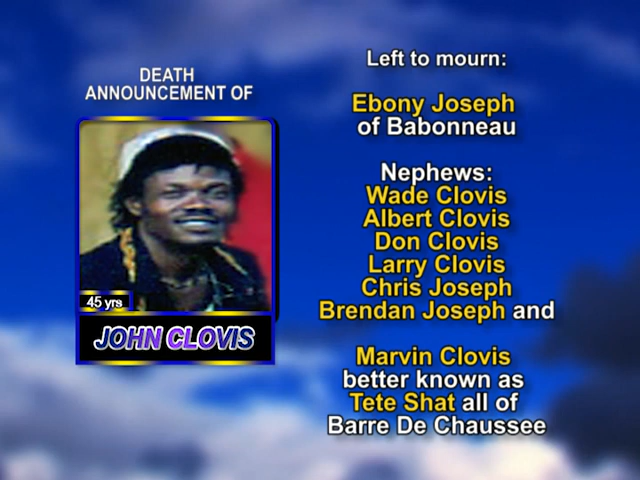 DEATH
ANNOUNCEMENT OF
45 yrs
JOHN CLOVIS
Left to mourn:
Ebony Joseph
of Babonneau
Nephews:
Wade Clovis
Albert Clovis
Don Clovis
Larry Clovis
Chris Joseph
Brendan Joseph and
Marvin Clovis
better known as
Tete Shat all of
Barre De Chaussee